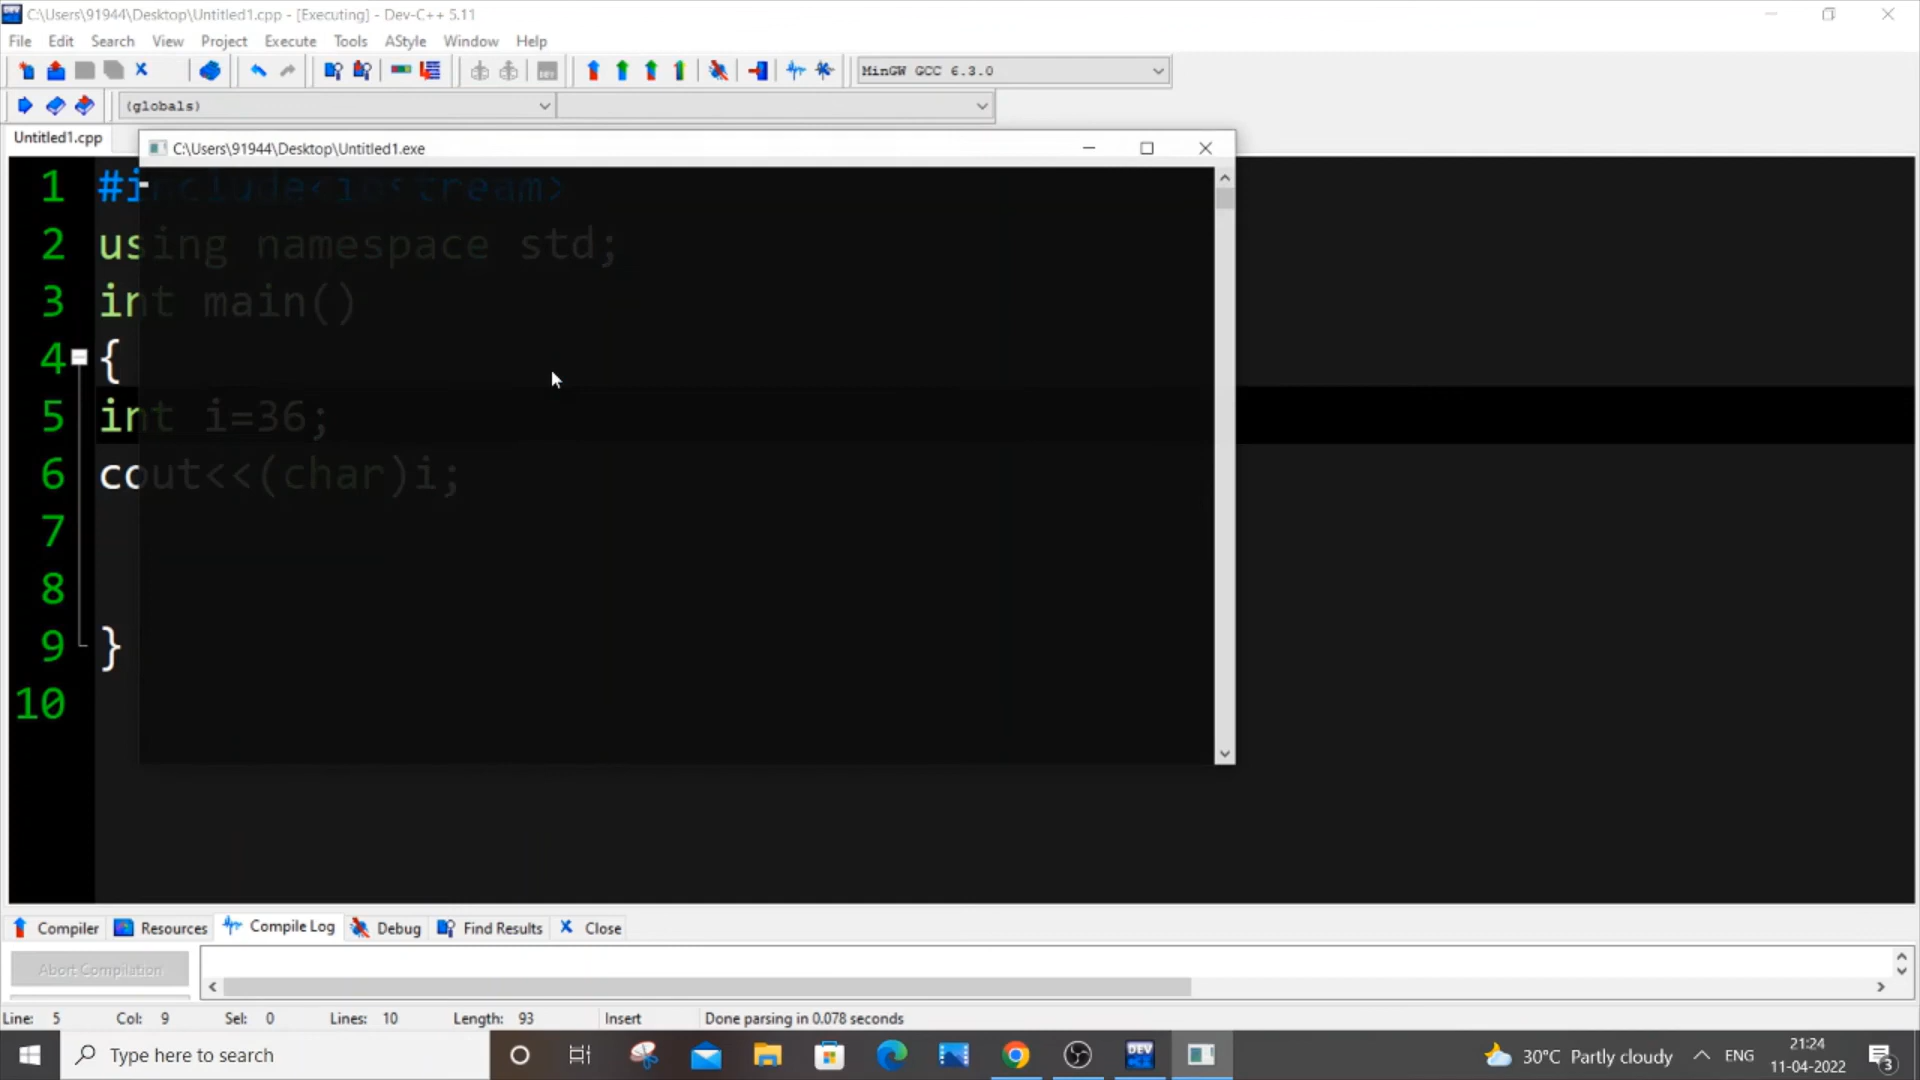 C:\Users\91944\Desktop\Untitled1.cpp - [Executing] - Dev-C++ 5.11
File Edit Search View Project Execute Tools AStyle Window Help
MinGW GCC 6.3.0
(globals)
Untitled1.cpp
C:\Users\91944\Desktop\Untitled1.exe
1 #include<iostream>
2 using namespace std;
3 int main()
4 {
5 int i=36;
6 cout<<(char)i;
7
8
9 }
10
Compiler Resources Compile Log Debug Find Results Close
Abort Compilation
Line: 5 Col: 9 Sel: 0 Lines: 10 Length: 93 Insert Done parsing in 0.078 seconds
Type here to search
DEV
30°C Partly cloudy
ENG
21:24
11-04-2022
3